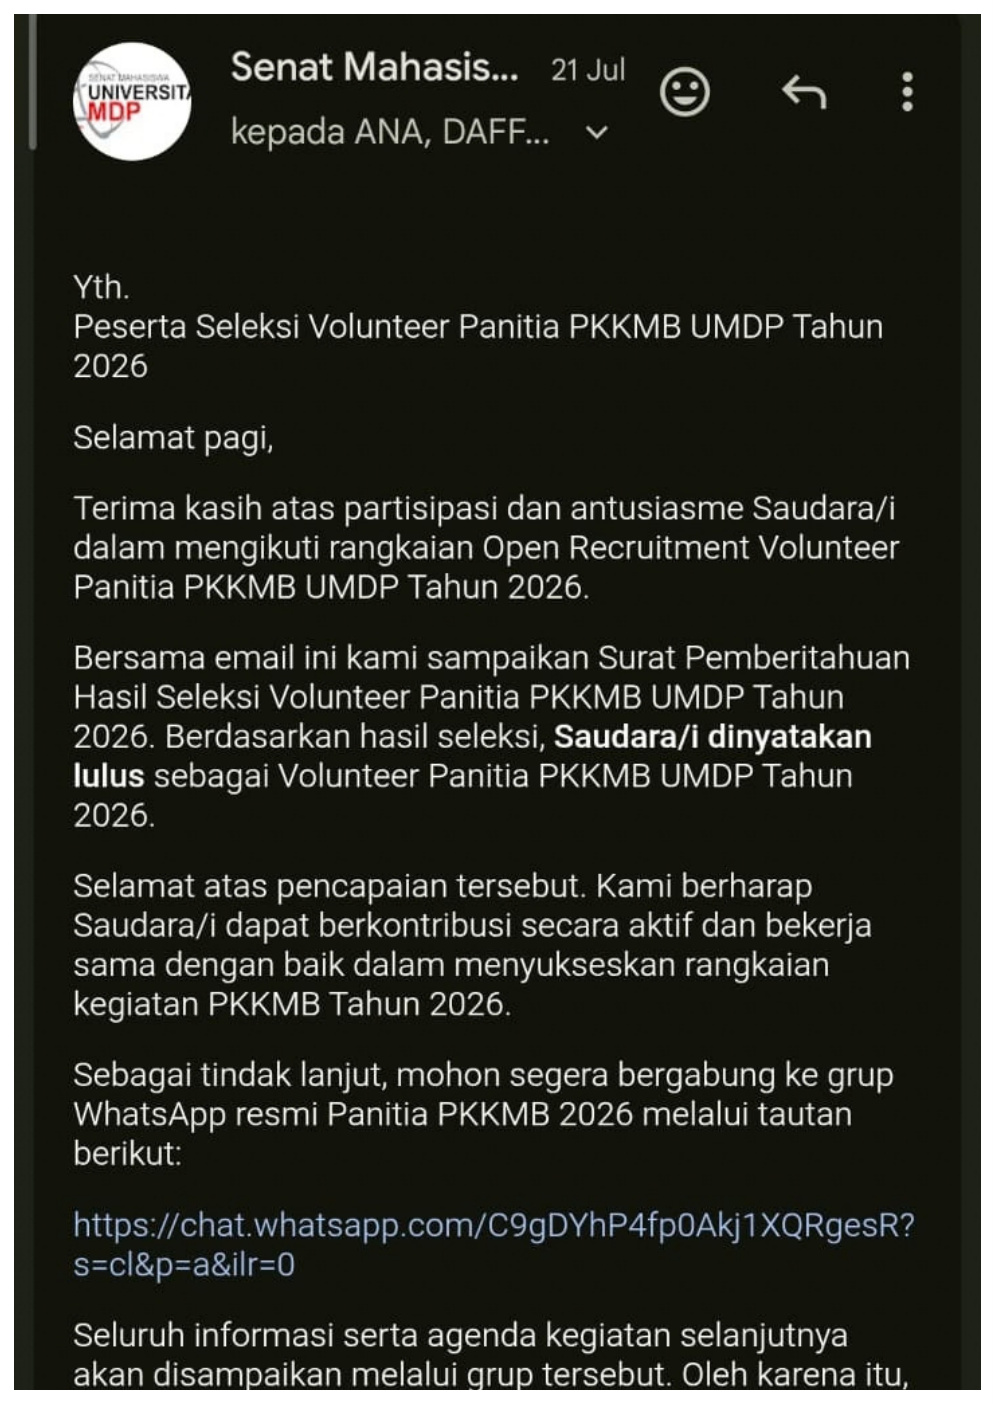 SENAT MAHASISWA
UNIVERSITA
MDP
Senat Mahasis... 21 Jul
kepada ANA, DAFF...
Yth.
Peserta Seleksi Volunteer Panitia PKKMB UMDP Tahun
2026
Selamat pagi,
Terima kasih atas partisipasi dan antusiasme Saudara/i
dalam mengikuti rangkaian Open Recruitment Volunteer
Panitia PKKMB UMDP Tahun 2026.
Bersama email ini kami sampaikan Surat Pemberitahuan
Hasil Seleksi Volunteer Panitia PKKMB UMDP Tahun
2026. Berdasarkan hasil seleksi, Saudara/i dinyatakan
lulus sebagai Volunteer Panitia PKKMB UMDP Tahun
2026.
Selamat atas pencapaian tersebut. Kami berharap
Saudara/i dapat berkontribusi secara aktif dan bekerja
sama dengan baik dalam menyukseskan rangkaian
kegiatan PKKMB Tahun 2026.
Sebagai tindak lanjut, mohon segera bergabung ke grup
WhatsApp resmi Panitia PKKMB 2026 melalui tautan
berikut:
https://chat.whatsapp.com/C9gDYhP4fp0Akj1XQRgesR?
s=cl&p=a&ilr=0
Seluruh informasi serta agenda kegiatan selanjutnya
akan disampaikan melalui grup tersebut. Oleh karena itu,